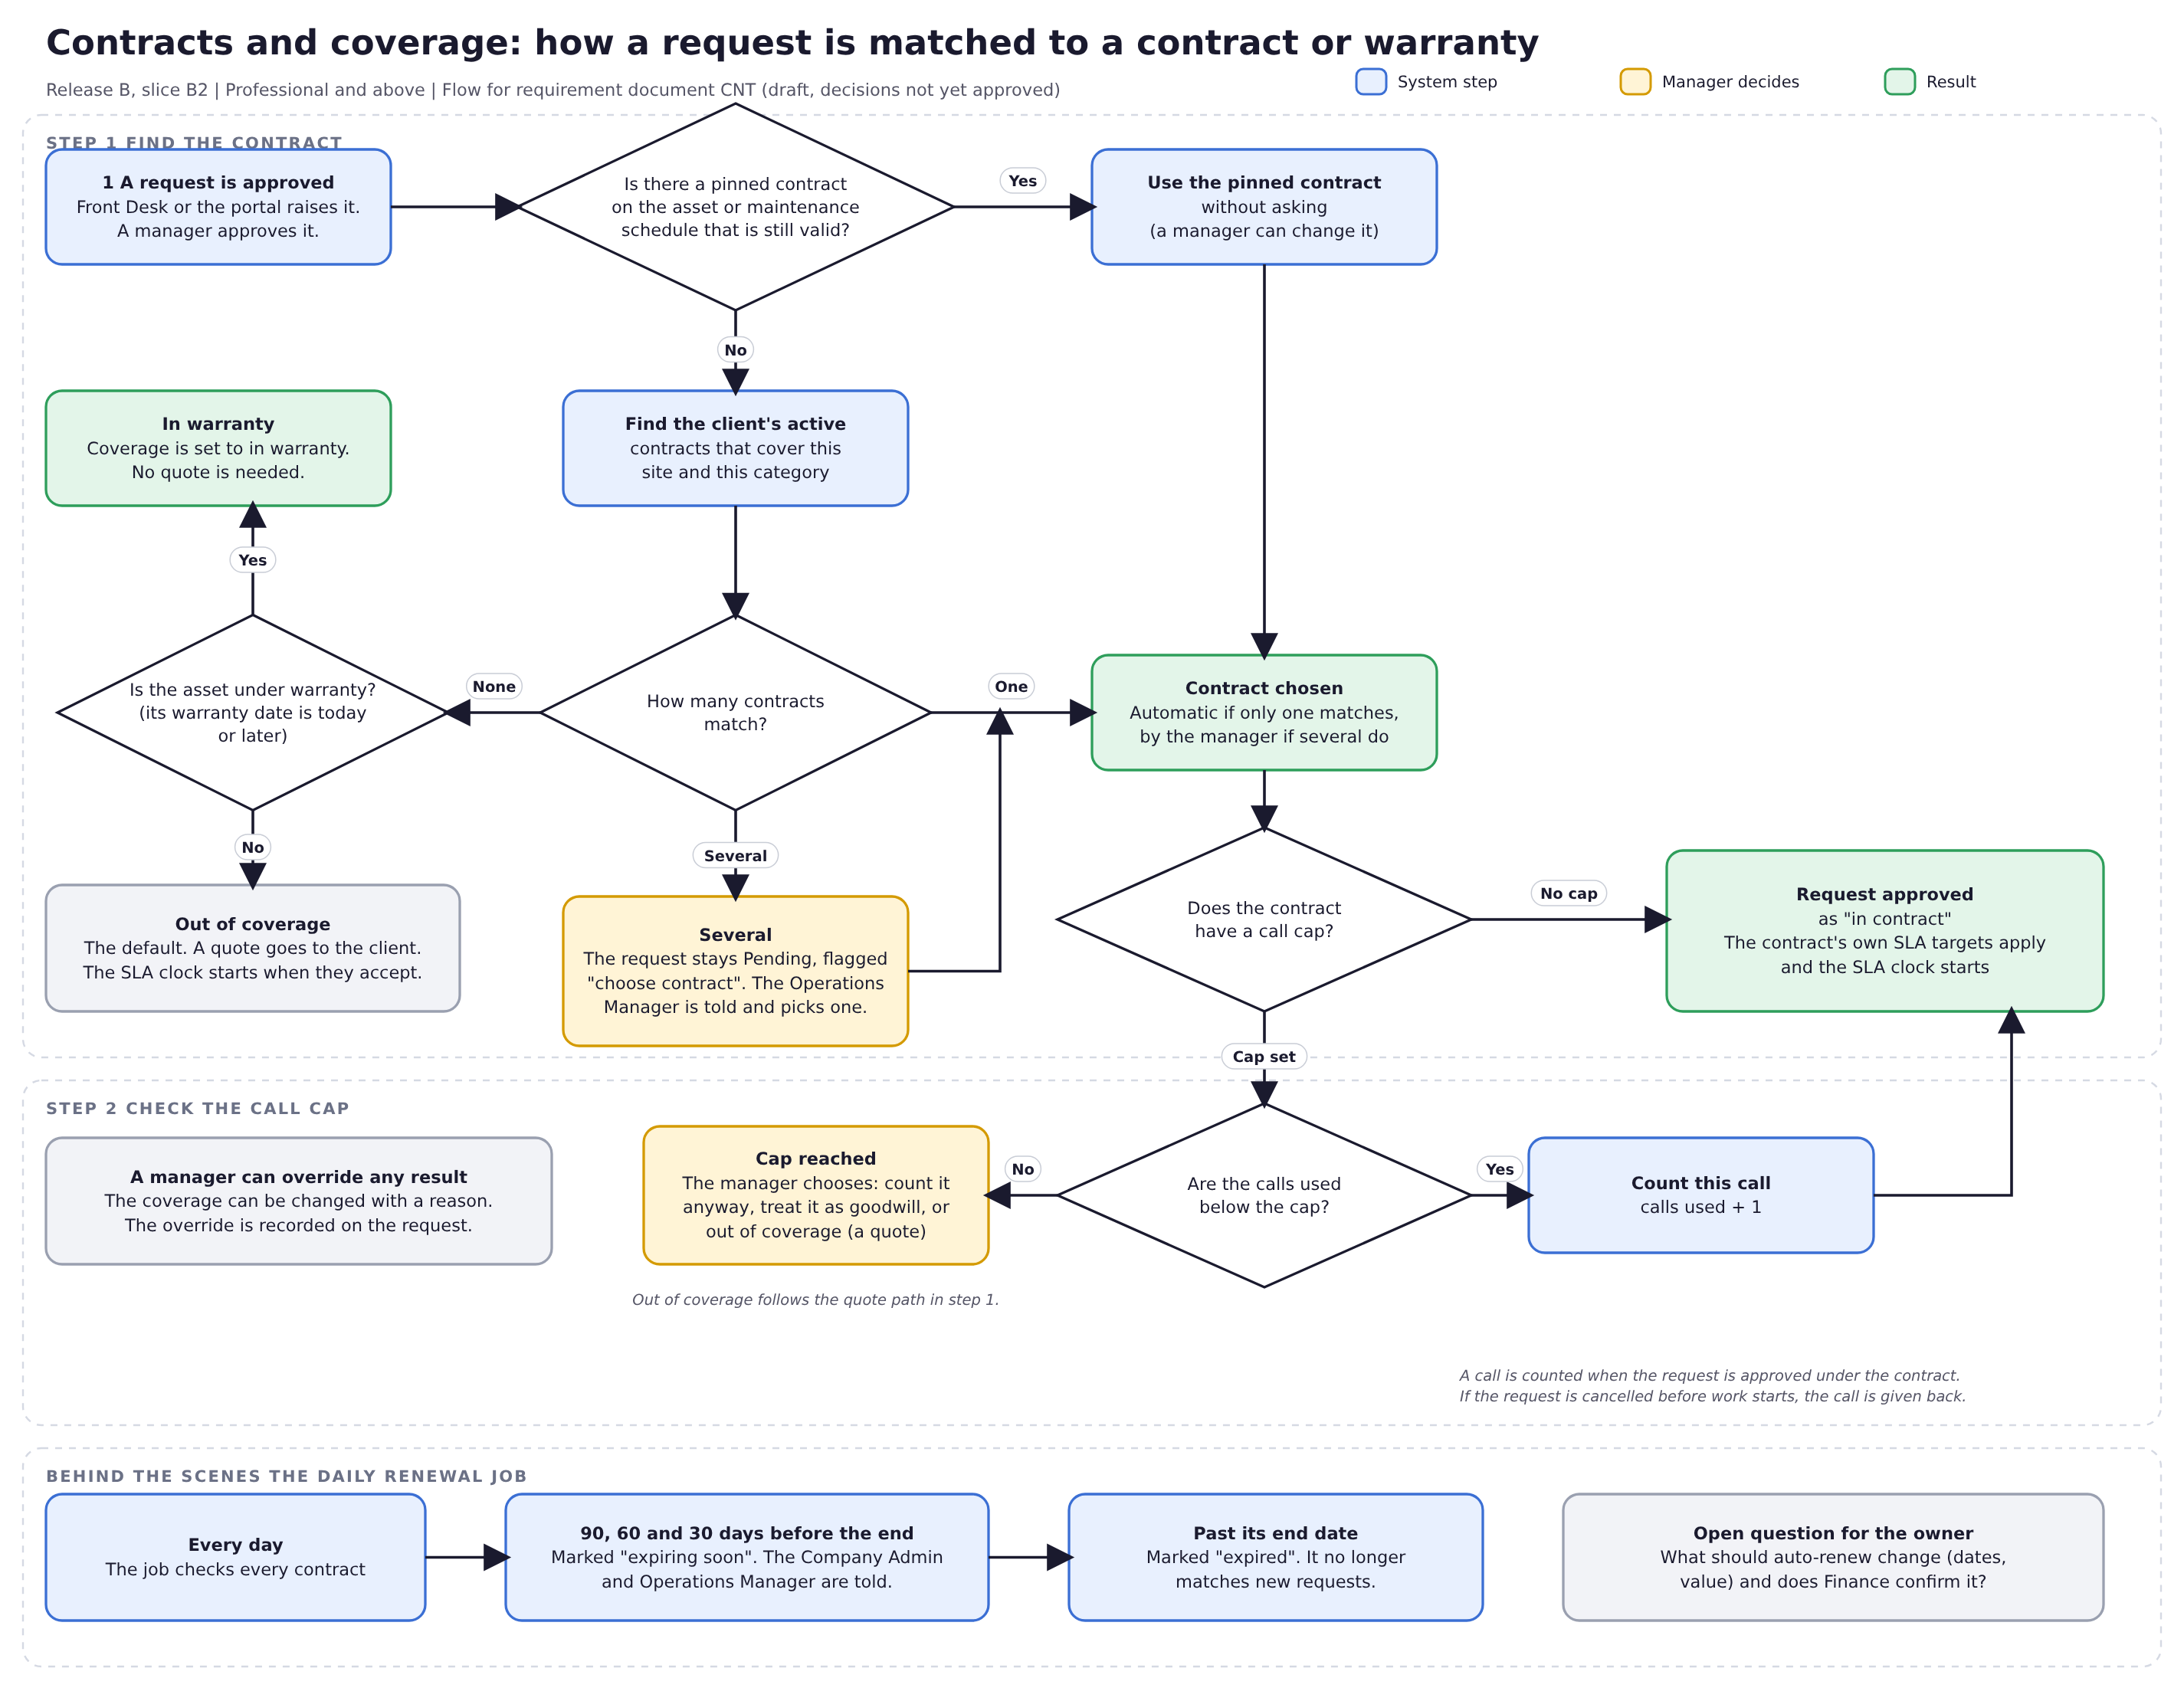 Contracts and coverage: how a request is matched to a contract or warranty
Release B, slice B2 | Professional and above | Flow for requirement document CNT (draft, decisions not yet approved)
System step
Manager decides
Result
STEP 1 FIND THE CONTRACT
1 A request is approved
Front Desk or the portal raises it.
A manager approves it.
Is there a pinned contract
on the asset or maintenance
schedule that is still valid?
Yes
Use the pinned contract
without asking
(a manager can change it)
No
In warranty
Coverage is set to in warranty.
No quote is needed.
Find the client's active
contracts that cover this
site and this category
Yes
Is the asset under warranty?
(its warranty date is today
or later)
None
How many contracts
match?
One
Contract chosen
Automatic if only one matches,
by the manager if several do
No
Several
Out of coverage
The default. A quote goes to the client.
The SLA clock starts when they accept.
Several
The request stays Pending, flagged
"choose contract". The Operations
Manager is told and picks one.
Does the contract
have a call cap?
No cap
Request approved
as "in contract"
The contract's own SLA targets apply
and the SLA clock starts
Cap set
STEP 2 CHECK THE CALL CAP
A manager can override any result
The coverage can be changed with a reason.
The override is recorded on the request.
Cap reached
The manager chooses: count it
anyway, treat it as goodwill, or
out of coverage (a quote)
No
Are the calls used
below the cap?
Yes
Count this call
calls used + 1
Out of coverage follows the quote path in step 1.
A call is counted when the request is approved under the contract.
If the request is cancelled before work starts, the call is given back.
BEHIND THE SCENES THE DAILY RENEWAL JOB
Every day
The job checks every contract
90, 60 and 30 days before the end
Marked "expiring soon". The Company Admin
and Operations Manager are told.
Past its end date
Marked "expired". It no longer
matches new requests.
Open question for the owner
What should auto-renew change (dates,
value) and does Finance confirm it?